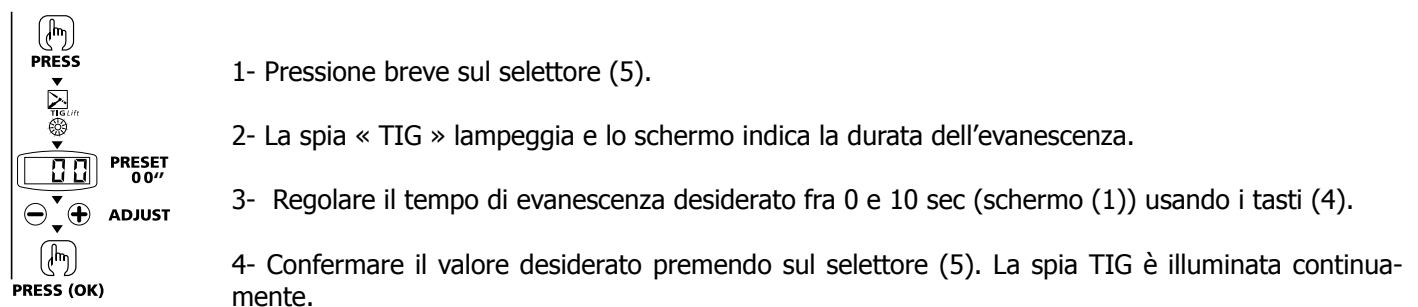 PRESS
TIG Lift
00
PRESET
00″
ADJUST
PRESS (OK)
1- Pressione breve sul selettore (5).
2- La spia « TIG » lampeggia e lo schermo indica la durata dell’evanescenza.
3- Regolare il tempo di evanescenza desiderato fra 0 e 10 sec (schermo (1)) usando i tasti (4).
4- Confermare il valore desiderato premendo sul selettore (5). La spia TIG è illuminata continua-
mente.